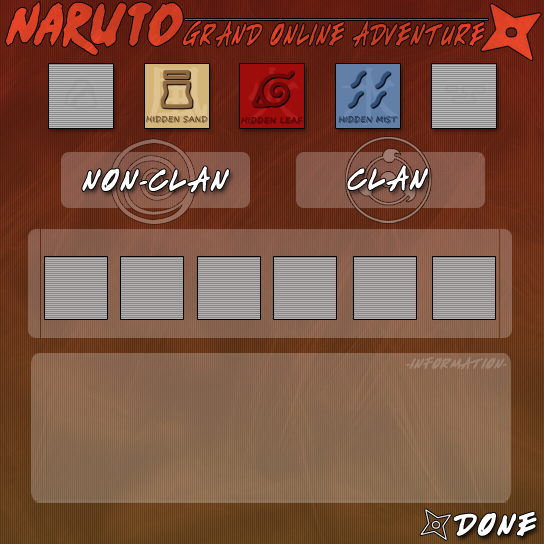 NARUTO
GRAND ONLINE ADVENTURE
HIDDEN SAND
HIDDEN LEAF
HIDDEN MIST
NON-CLAN
CLAN
-INFORMATION-
DONE